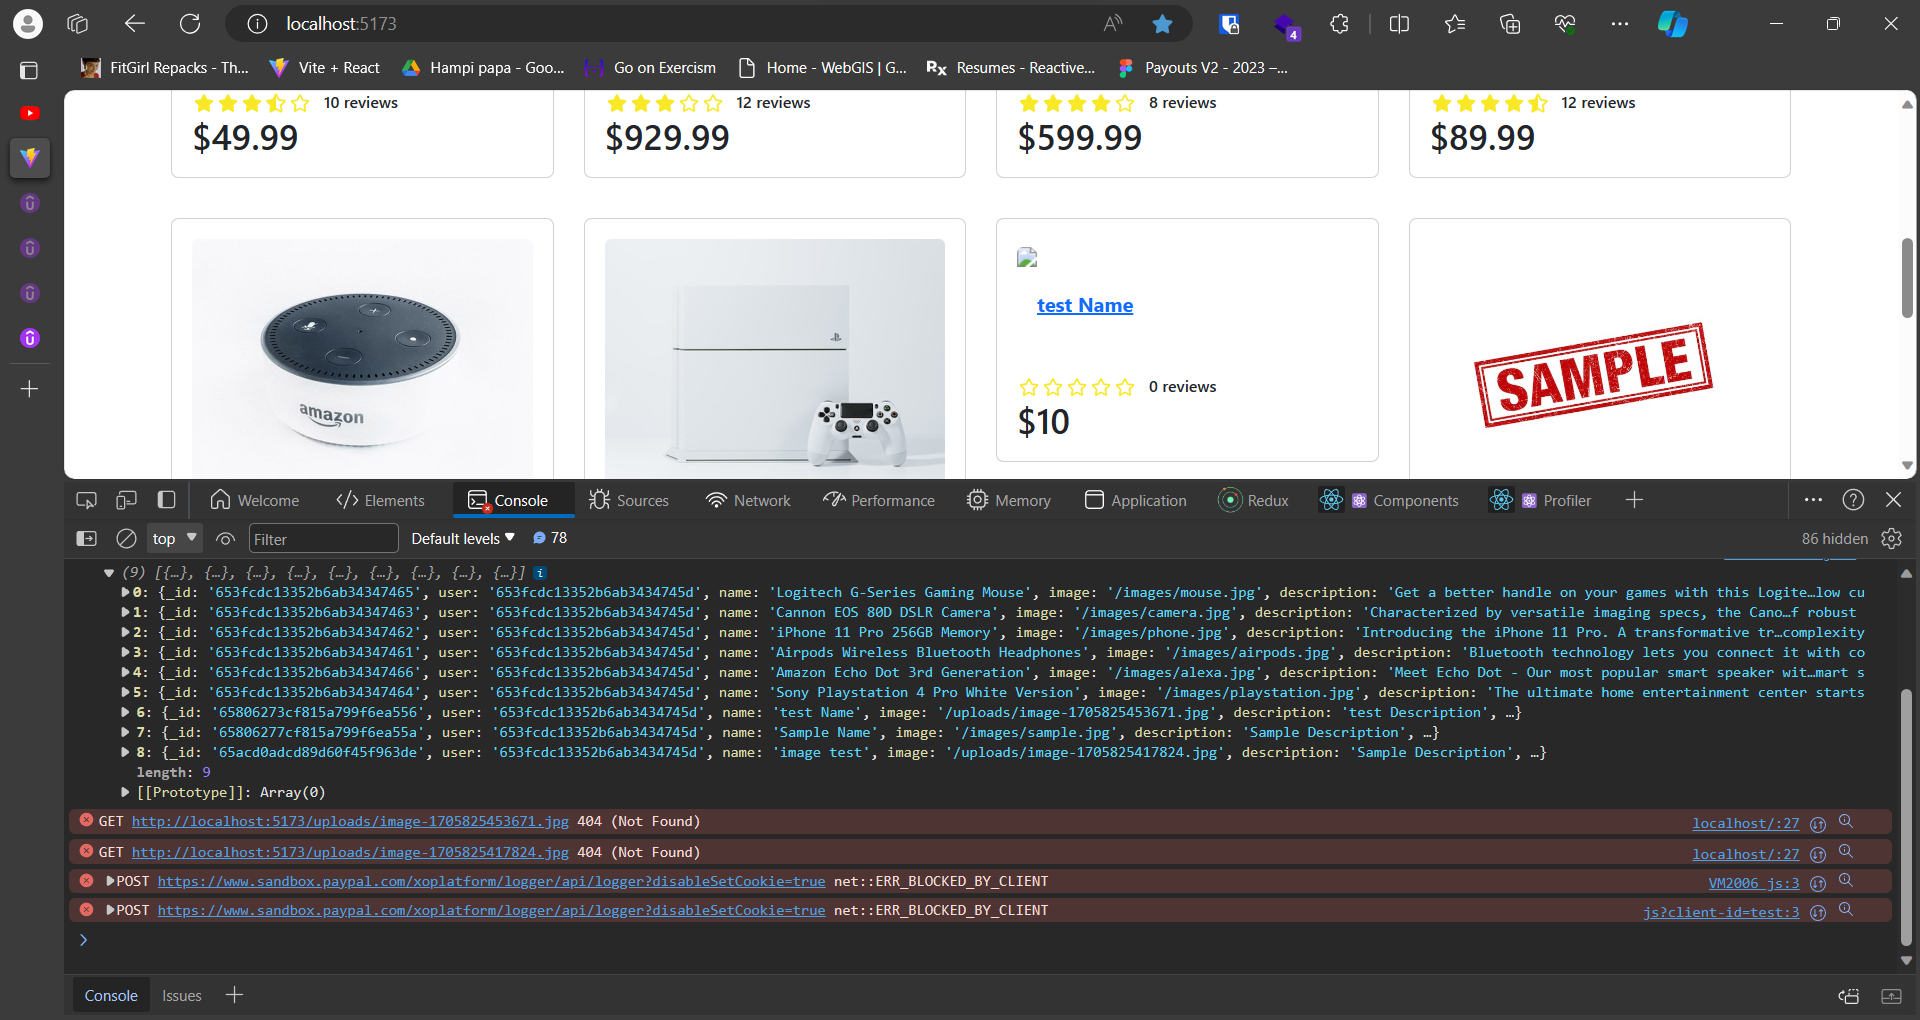 localhost:5173
4
FitGirl Repacks - Th...
Vite + React
Hampi papa - Goo...
Go on Exercism
Home - WebGIS | G...
Rx Resumes - Reactive...
Payouts V2 - 2023 –...
10 reviews
$49.99
12 reviews
$929.99
8 reviews
$599.99
12 reviews
$89.99
amazon
test Name
0 reviews
$10
SAMPLE
Welcome
Elements
Console
Sources
Network
Performance
Memory
Application
Redux
Components
Profiler
top
Filter
Default levels
78
86 hidden
(9) [{…}, {…}, {…}, {…}, {…}, {…}, {…}, {…}, {…}]
0: {_id: '653fcdc13352b6ab34347465', user: '653fcdc13352b6ab3434745d', name: 'Logitech G-Series Gaming Mouse', image: '/images/mouse.jpg', description: 'Get a better handle on your games with this Logite…low cu
1: {_id: '653fcdc13352b6ab34347463', user: '653fcdc13352b6ab3434745d', name: 'Cannon EOS 80D DSLR Camera', image: '/images/camera.jpg', description: 'Characterized by versatile imaging specs, the Cano…f robust
2: {_id: '653fcdc13352b6ab34347462', user: '653fcdc13352b6ab3434745d', name: 'iPhone 11 Pro 256GB Memory', image: '/images/phone.jpg', description: 'Introducing the iPhone 11 Pro. A transformative tr…complexity
3: {_id: '653fcdc13352b6ab34347461', user: '653fcdc13352b6ab3434745d', name: 'Airpods Wireless Bluetooth Headphones', image: '/images/airpods.jpg', description: 'Bluetooth technology lets you connect it with co
4: {_id: '653fcdc13352b6ab34347466', user: '653fcdc13352b6ab3434745d', name: 'Amazon Echo Dot 3rd Generation', image: '/images/alexa.jpg', description: 'Meet Echo Dot - Our most popular smart speaker wit…mart s
5: {_id: '653fcdc13352b6ab34347464', user: '653fcdc13352b6ab3434745d', name: 'Sony Playstation 4 Pro White Version', image: '/images/playstation.jpg', description: 'The ultimate home entertainment center starts
6: {_id: '65806273cf815a799f6ea556', user: '653fcdc13352b6ab3434745d', name: 'test Name', image: '/uploads/image-1705825453671.jpg', description: 'test Description', …}
7: {_id: '65806277cf815a799f6ea55a', user: '653fcdc13352b6ab3434745d', name: 'Sample Name', image: '/images/sample.jpg', description: 'Sample Description', …}
8: {_id: '65acd0adcd89d60f45f963de', user: '653fcdc13352b6ab3434745d', name: 'image test', image: '/uploads/image-1705825417824.jpg', description: 'Sample Description', …}
length: 9
[[Prototype]]: Array(0)
GET http://localhost:5173/uploads/image-1705825453671.jpg 404 (Not Found) localhost/:27
GET http://localhost:5173/uploads/image-1705825417824.jpg 404 (Not Found) localhost/:27
POST https://www.sandbox.paypal.com/xoplatform/logger/api/logger?disableSetCookie=true net::ERR_BLOCKED_BY_CLIENT VM2006 js:3
POST https://www.sandbox.paypal.com/xoplatform/logger/api/logger?disableSetCookie=true net::ERR_BLOCKED_BY_CLIENT js?client-id=test:3
Console
Issues